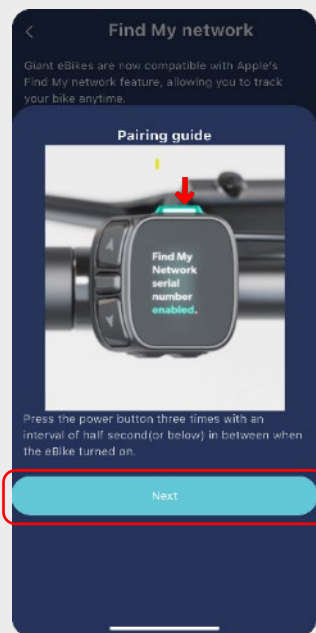 Find My network
Giant eBikes are now compatible with Apple's
Find My network feature, allowing you to track
your bike anytime.
Pairing guide
Find My
Network
serial
number
enabled.
Press the power button three times with an
interval of half second(or below) in between when
the eBike turned on.
Next